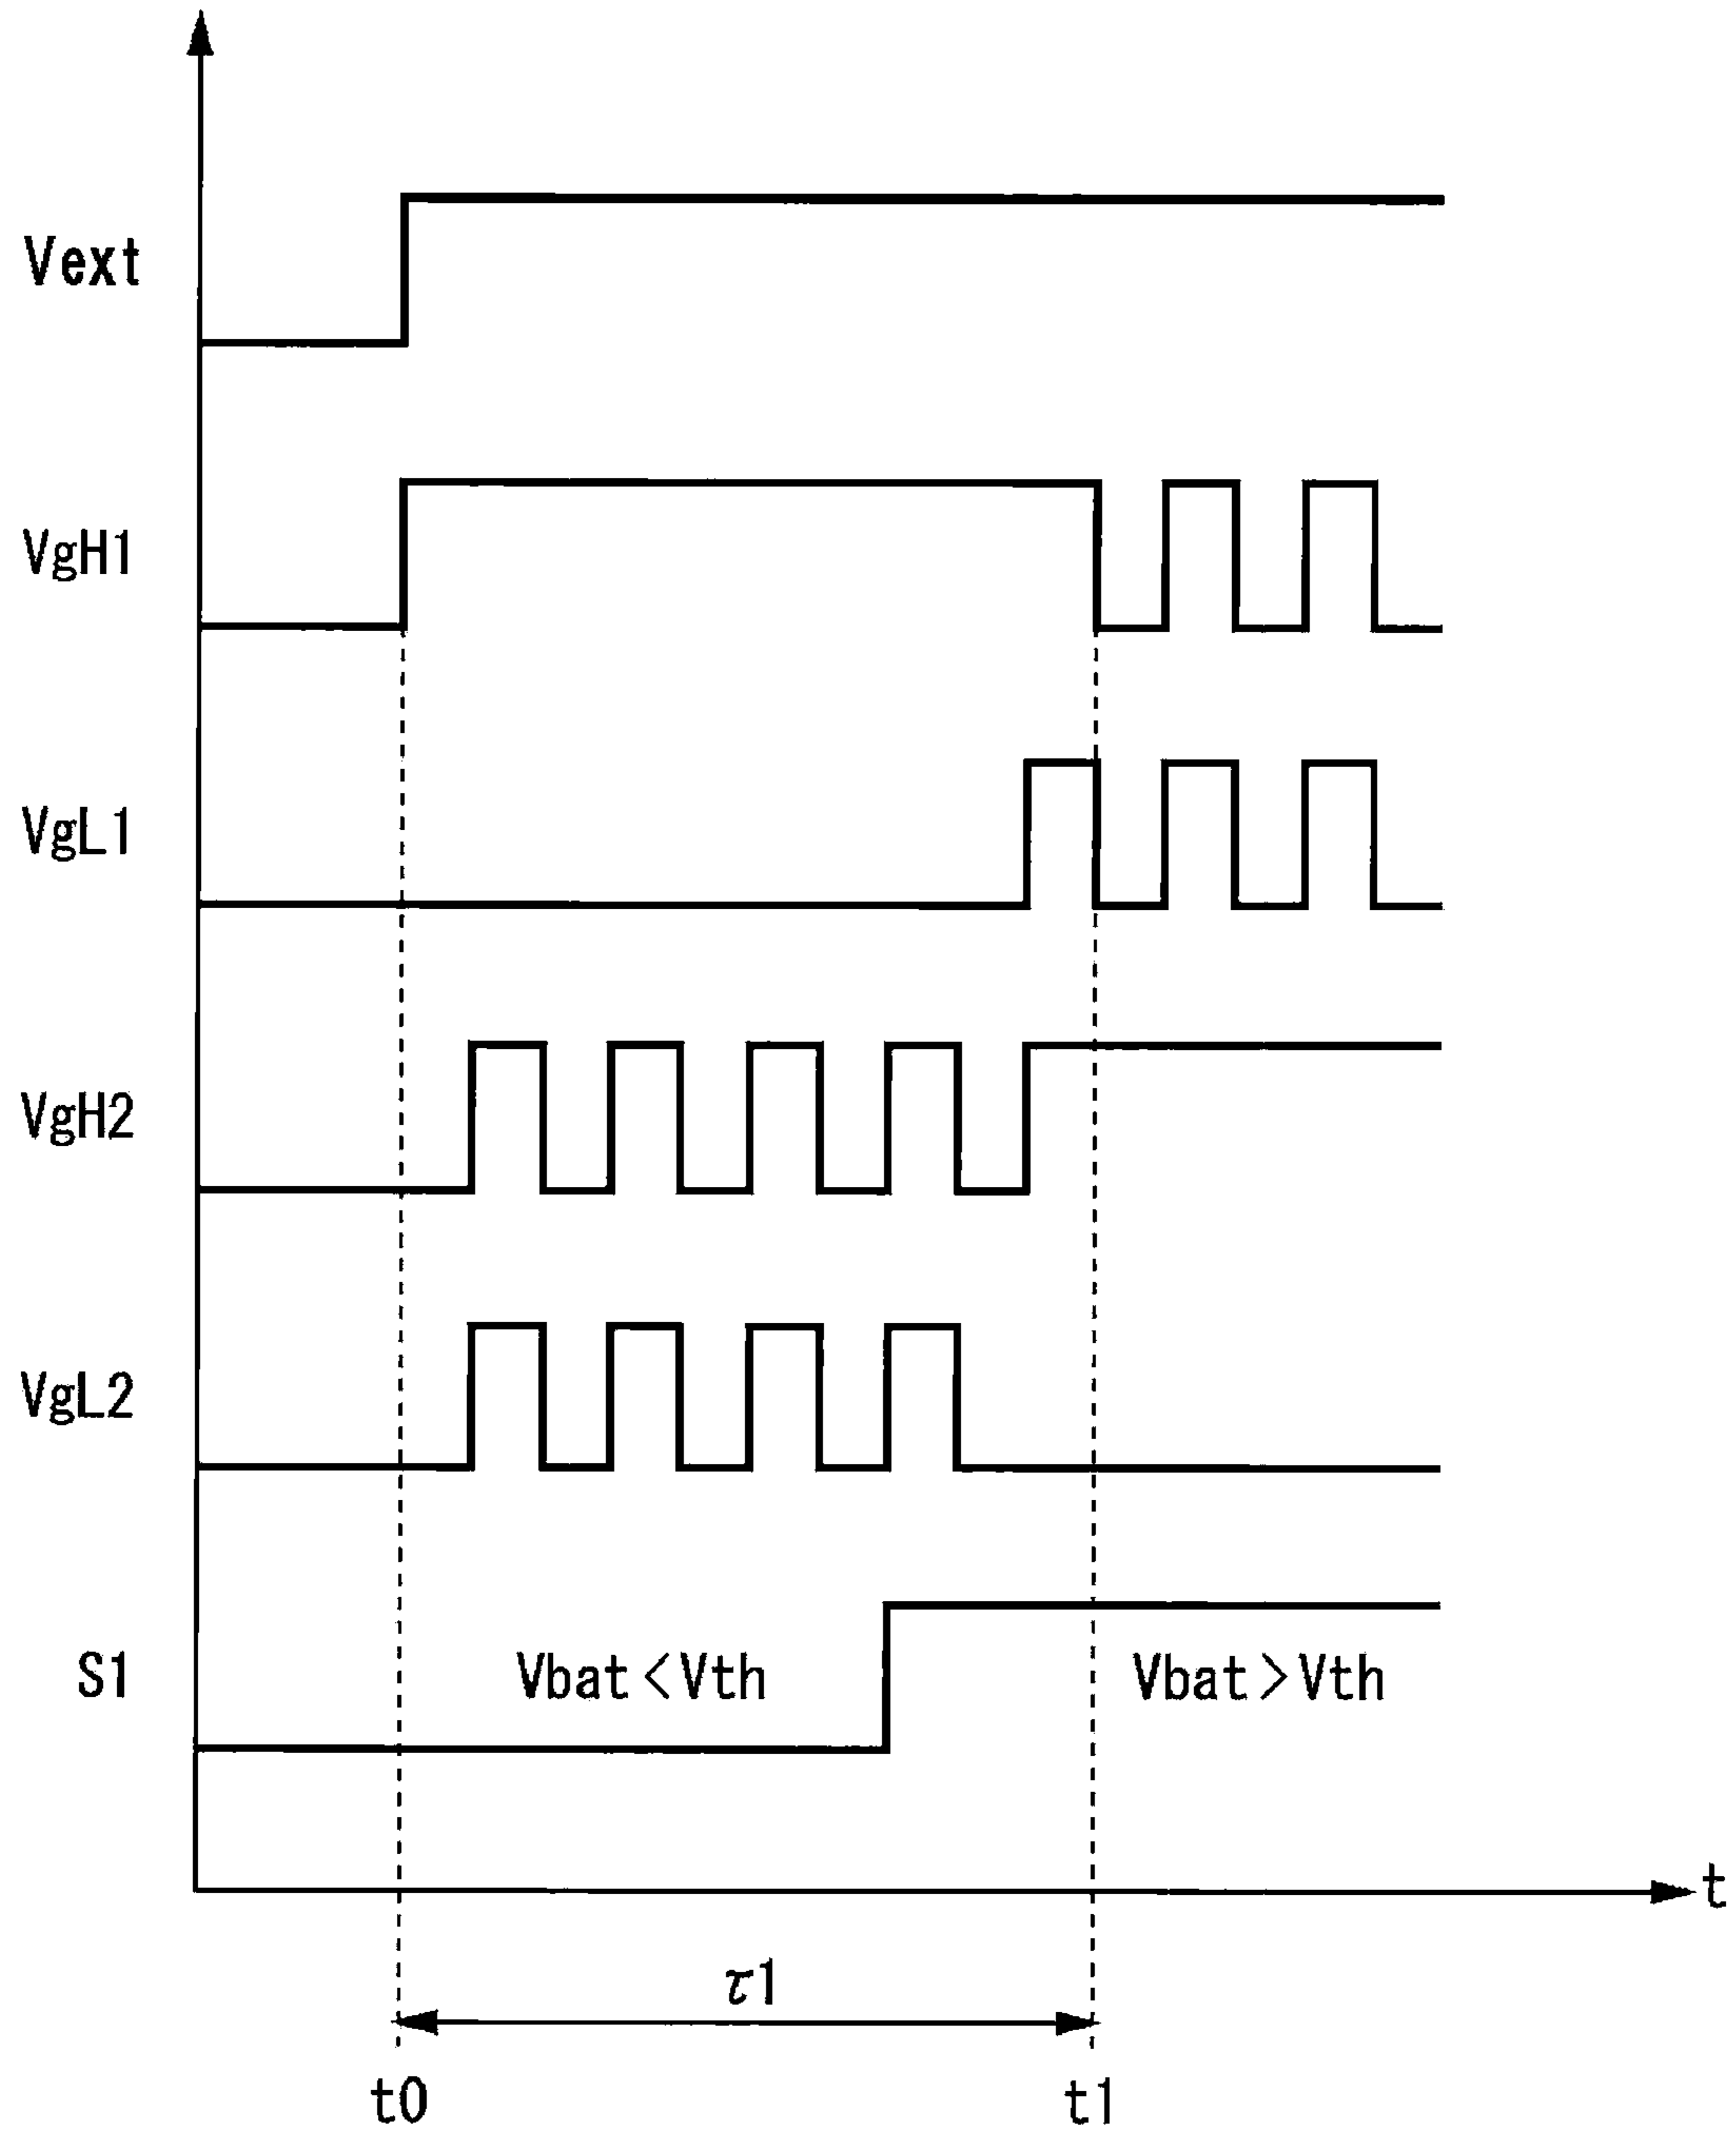 Vext
VgH1
VgL1
VgH2
VgL2
S1
Vbat<Vth
Vbat>Vth
t
τ1
t0
t1